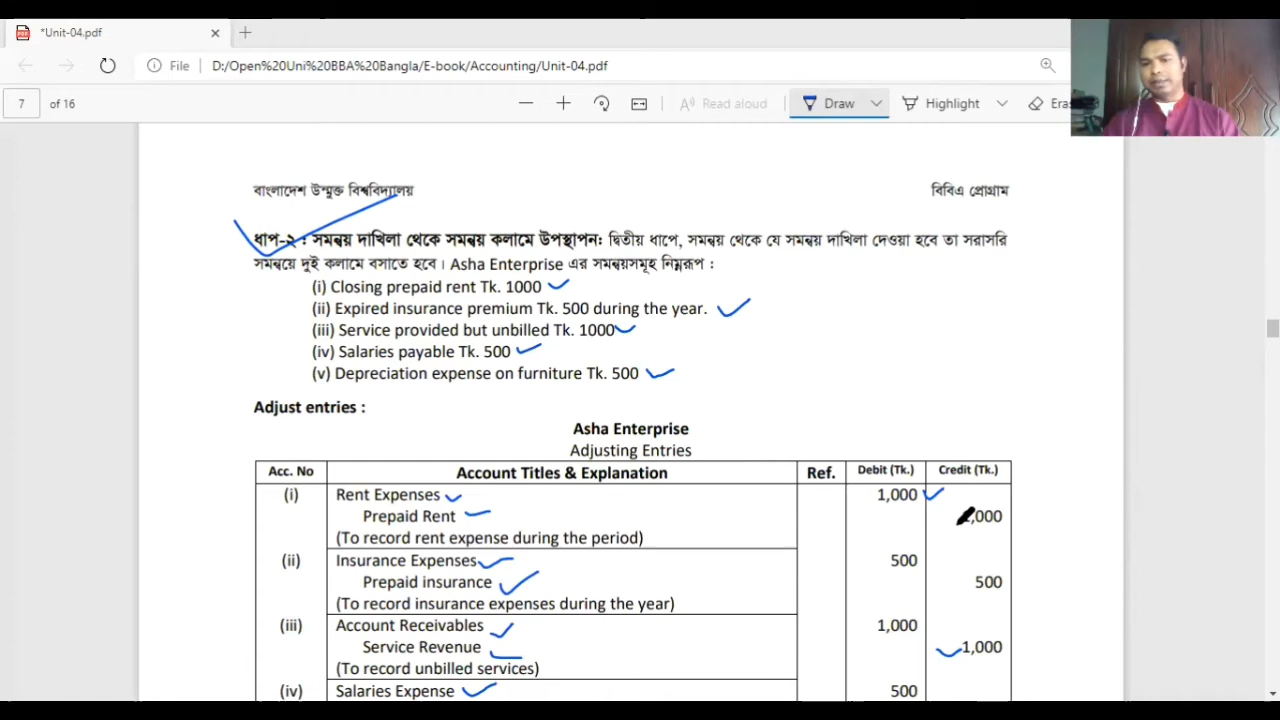 *Unit-04.pdf
File D:/Open%20Uni%20BBA%20Bangla/E-book/Accounting/Unit-04.pdf
7 of 16 Read aloud Draw Highlight
বাংলাদেশ উন্মুক্ত বিশ্ববিদ্যালয় বিবিএ প্রোগ্রাম
ধাপ-২ : সমন্বয় দাখিলা থেকে সমন্বয় কলামে উপস্থাপন: দ্বিতীয় ধাপে, সমন্বয় থেকে যে সমন্বয় দাখিলা দেওয়া হবে তা সরাসরি
সমন্বয়ে দুই কলামে বসাতে হবে। Asha Enterprise এর সমন্বয়সমূহ নিম্নরূপ :
(i) Closing prepaid rent Tk. 1000
(ii) Expired insurance premium Tk. 500 during the year.
(iii) Service provided but unbilled Tk. 1000
(iv) Salaries payable Tk. 500
(v) Depreciation expense on furniture Tk. 500
Adjust entries :
Asha Enterprise
Adjusting Entries
Acc. No Account Titles & Explanation Ref. Debit (Tk.) Credit (Tk.)
(i) Rent Expenses 1,000
Prepaid Rent
(To record rent expense during the period)
(ii) Insurance Expenses 500
Prepaid insurance 500
(To record insurance expenses during the year)
(iii) Account Receivables 1,000
Service Revenue 1,000
(To record unbilled services)
(iv) Salaries Expense 500